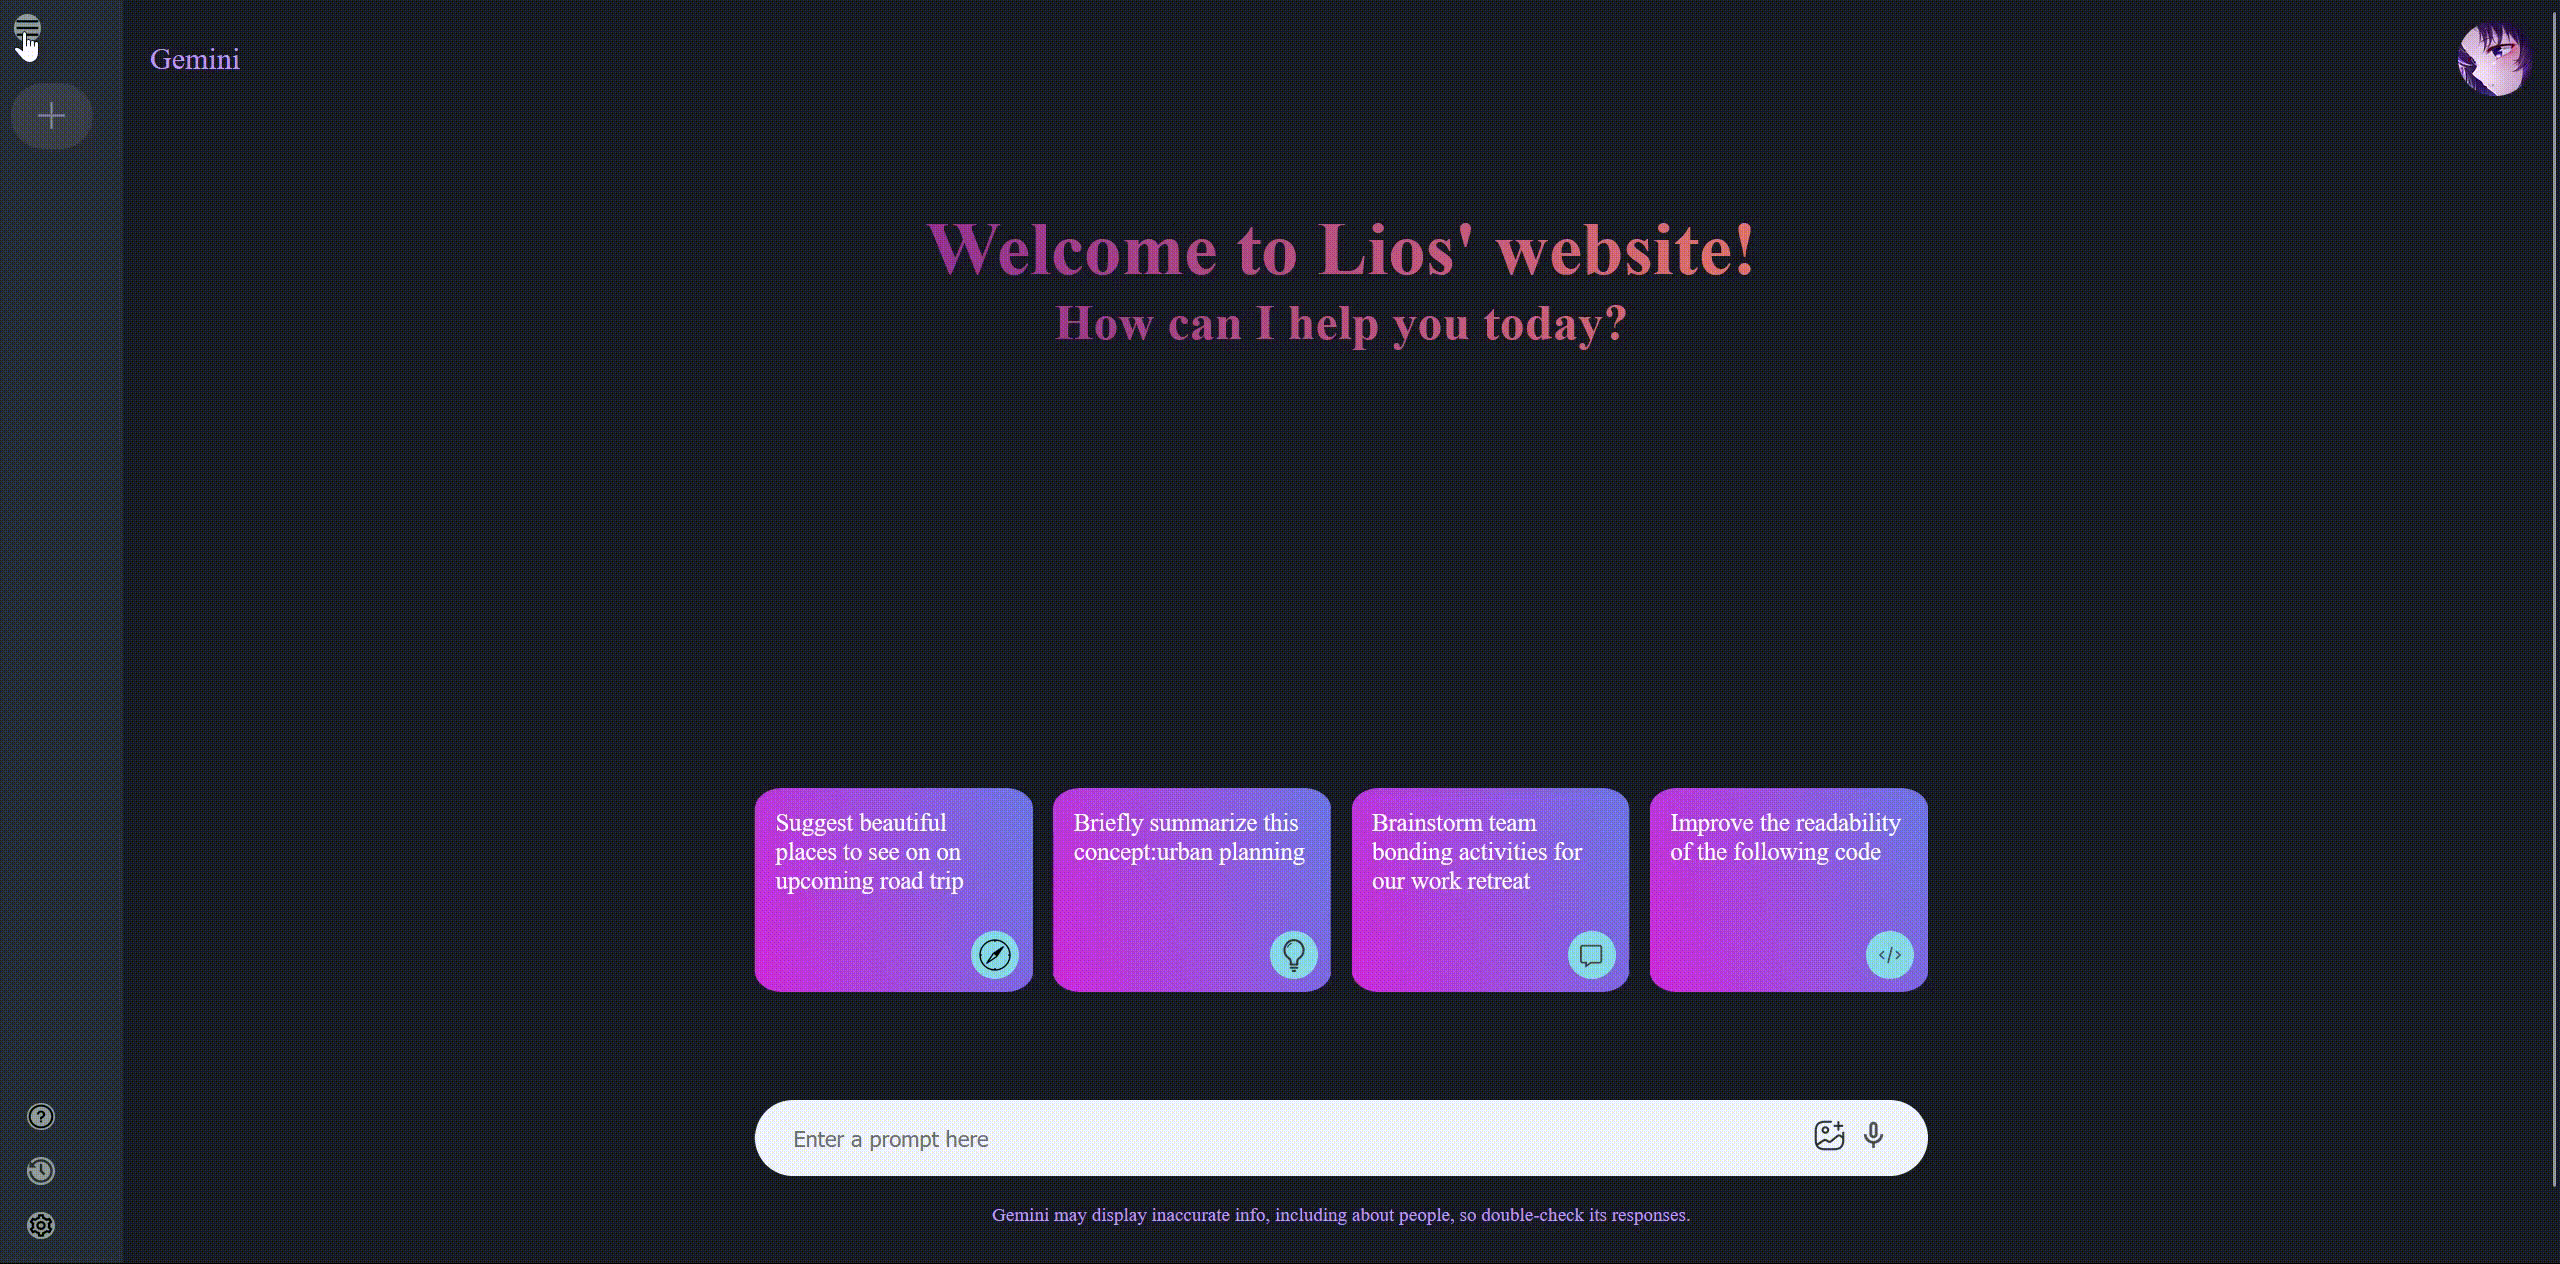 Gemini
Welcome to Lios' website!
How can I help you today?
Suggest beautiful
places to see on on
upcoming road trip
Briefly summarize this
concept:urban planning
Brainstorm team
bonding activities for
our work retreat
Improve the readability
of the following code
Enter a prompt here
Gemini may display inaccurate info, including about people, so double-check its responses.